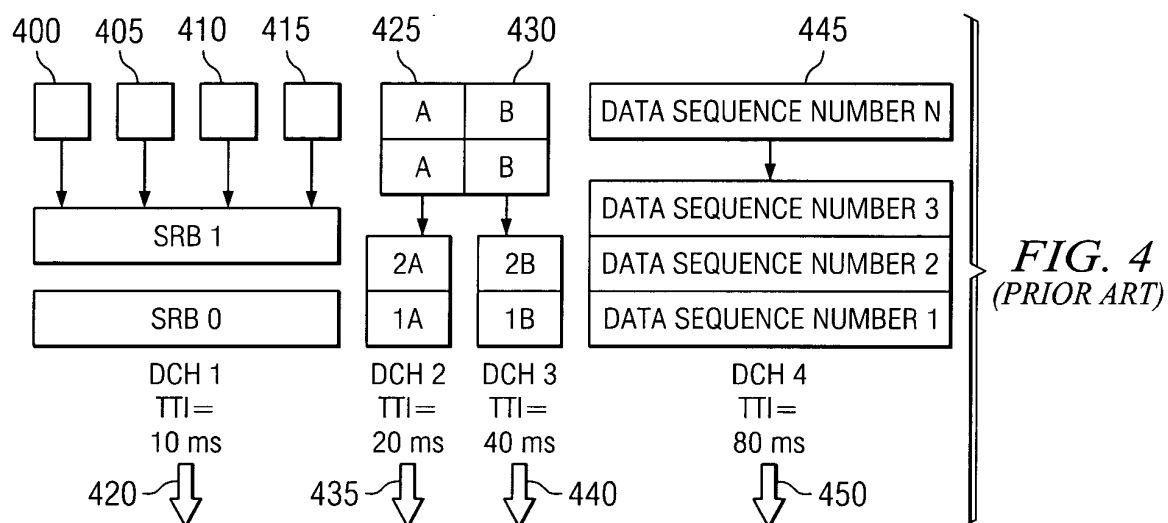 400 405 410 415 425 430 445
A B DATA SEQUENCE NUMBER N
A B
SRB 1 DATA SEQUENCE NUMBER 3
2A 2B DATA SEQUENCE NUMBER 2
SRB 0 1A 1B DATA SEQUENCE NUMBER 1
DCH 1 DCH 2 DCH 3 DCH 4
TTI= TTI= TTI= TTI=
10 ms 20 ms 40 ms 80 ms
420 435 440 450
FIG. 4
(PRIOR ART)